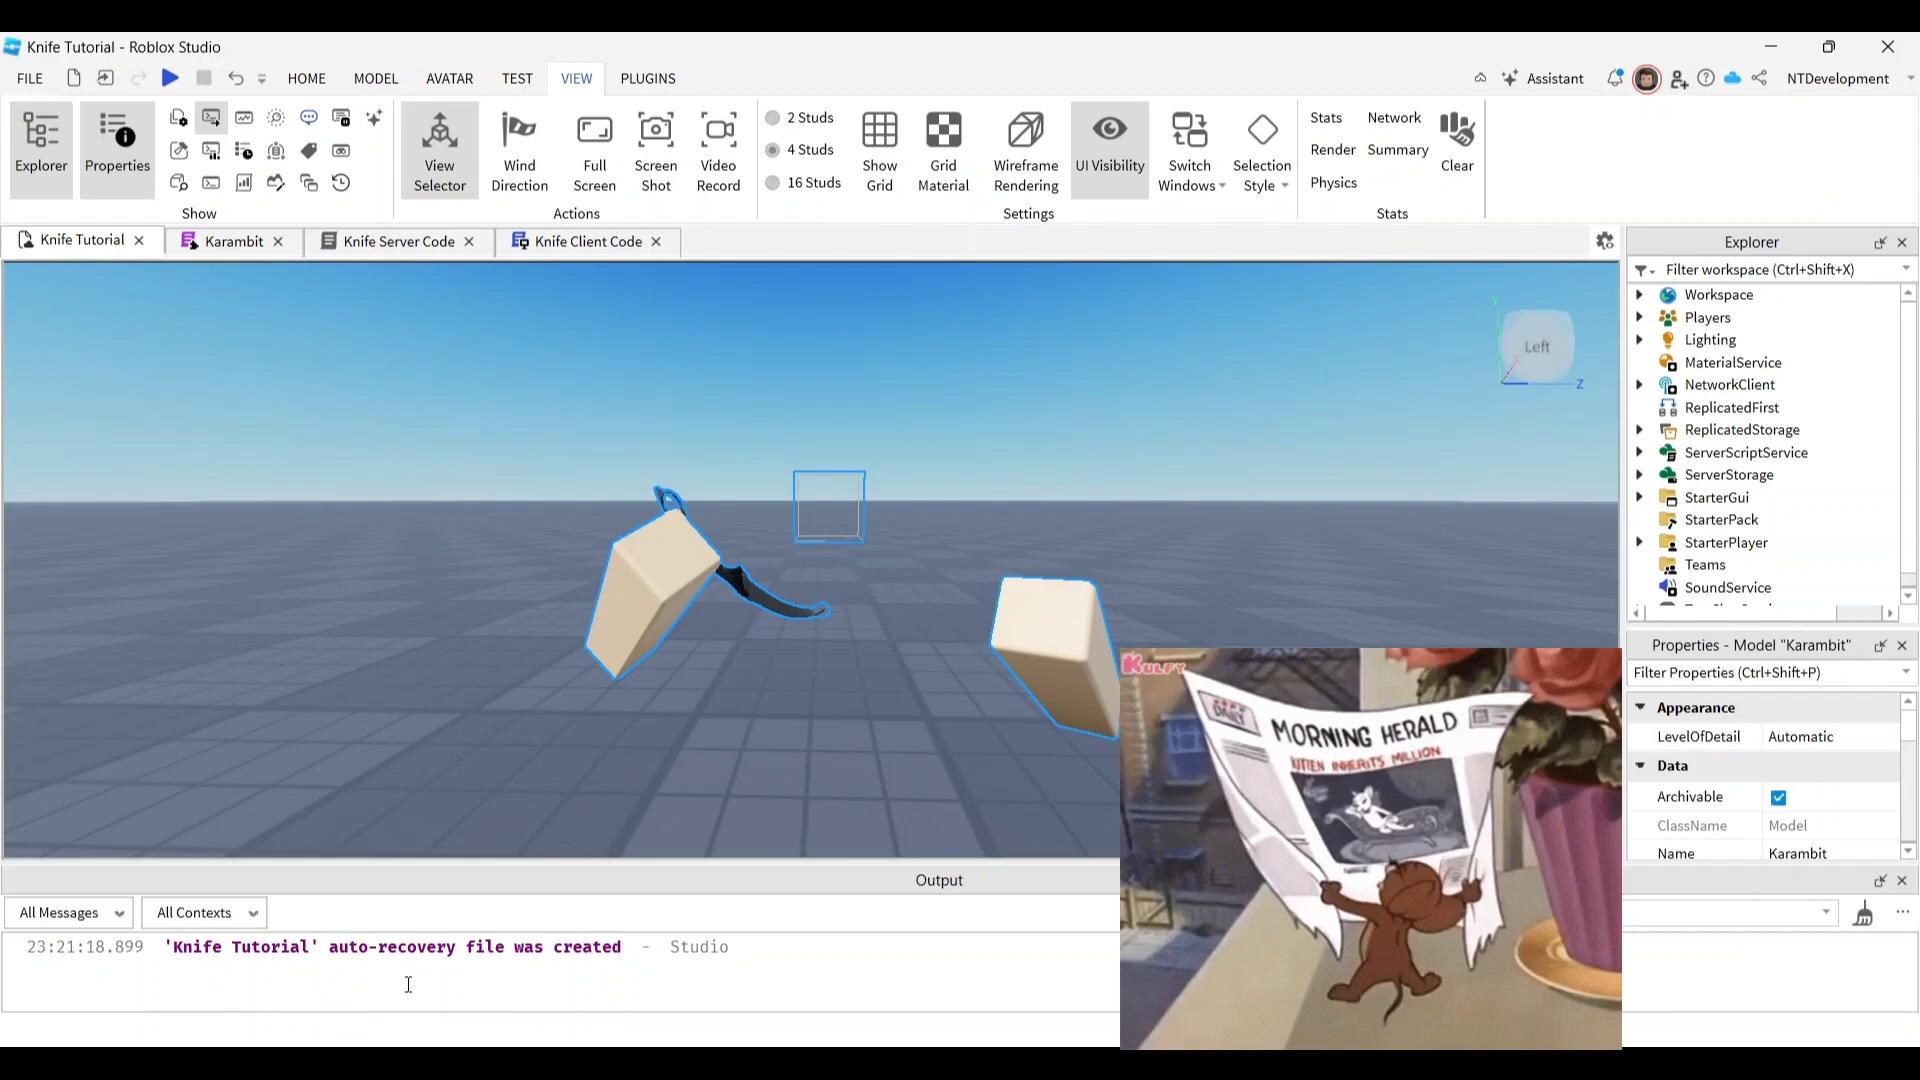 Knife Tutorial - Roblox Studio
FILE HOME MODEL AVATAR TEST VIEW PLUGINS Assistant NTDevelopment
Explorer
Properties
Show
View Selector
Wind Direction
Full Screen
Screen Shot
Video Record
Actions
2 Studs
4 Studs
16 Studs
Show Grid
Grid Material
Wireframe Rendering
UI Visibility
Switch Windows
Selection Style
Settings
Stats Network
Render Summary
Physics
Clear
Stats
Knife Tutorial
Karambit
Knife Server Code
Knife Client Code
Y
Left
Z
Explorer
Filter workspace (Ctrl+Shift+X)
Workspace
Players
Lighting
MaterialService
NetworkClient
ReplicatedFirst
ReplicatedStorage
ServerScriptService
ServerStorage
StarterGui
StarterPack
StarterPlayer
Teams
SoundService
Properties - Model "Karambit"
Filter Properties (Ctrl+Shift+P)
Appearance
LevelOfDetail Automatic
Data
Archivable
ClassName Model
Name Karambit
KULFY
DAILY
MORNING HERALD
KITTEN INHERITS MILLION
Output
All Messages
All Contexts
23:21:18.899 'Knife Tutorial' auto-recovery file was created - Studio